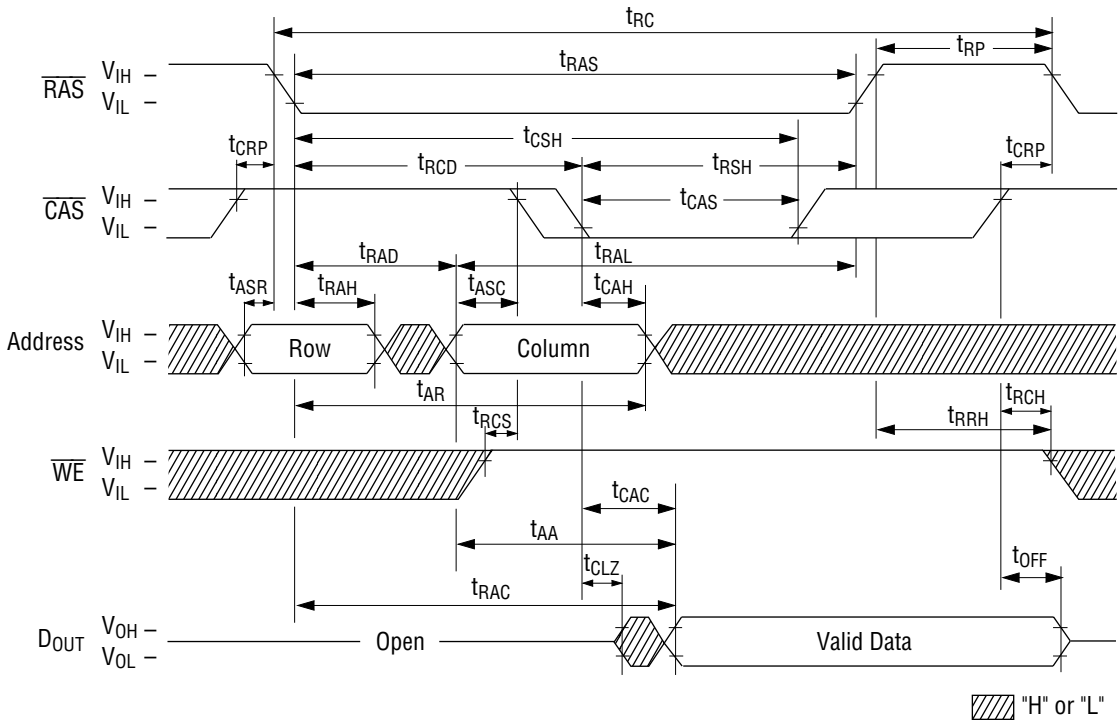 tRC
tRP
VIH
tRAS
RAS
VIL
tCSH
tCRP
tRCD
tRSH
tCRP
VIH
CAS
tCAS
VIL
tRAD
tRAL
tASR
tRAH
tASC
tCAH
VIH
Address
Row
Column
VIL
tAR
tRCH
tRCS
tRRH
VIH
WE
VIL
tCAC
tAA
tCLZ
tOFF
tRAC
VOH
DOUT
Open
Valid Data
VOL
"H" or "L"